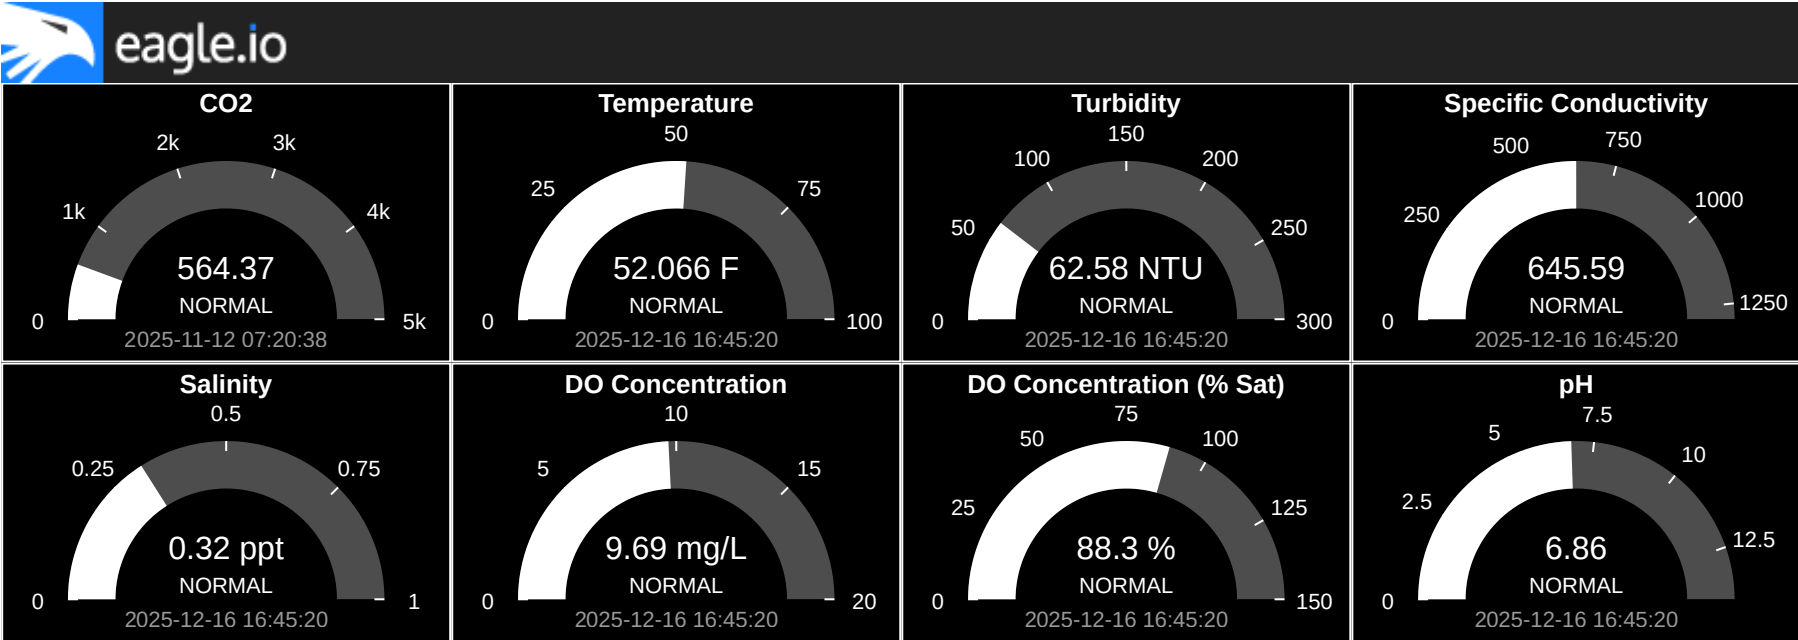 eagle.io
CO2
0
1k
2k
3k
4k
5k
564.37
NORMAL
2025-11-12 07:20:38
Temperature
0
25
50
75
100
52.066 F
NORMAL
2025-12-16 16:45:20
Turbidity
0
50
100
150
200
250
300
62.58 NTU
NORMAL
2025-12-16 16:45:20
Specific Conductivity
0
250
500
750
1000
1250
645.59
NORMAL
2025-12-16 16:45:20
Salinity
0
0.25
0.5
0.75
1
0.32 ppt
NORMAL
2025-12-16 16:45:20
DO Concentration
0
5
10
15
20
9.69 mg/L
NORMAL
2025-12-16 16:45:20
DO Concentration (% Sat)
0
25
50
75
100
125
150
88.3 %
NORMAL
2025-12-16 16:45:20
pH
0
2.5
5
7.5
10
12.5
6.86
NORMAL
2025-12-16 16:45:20